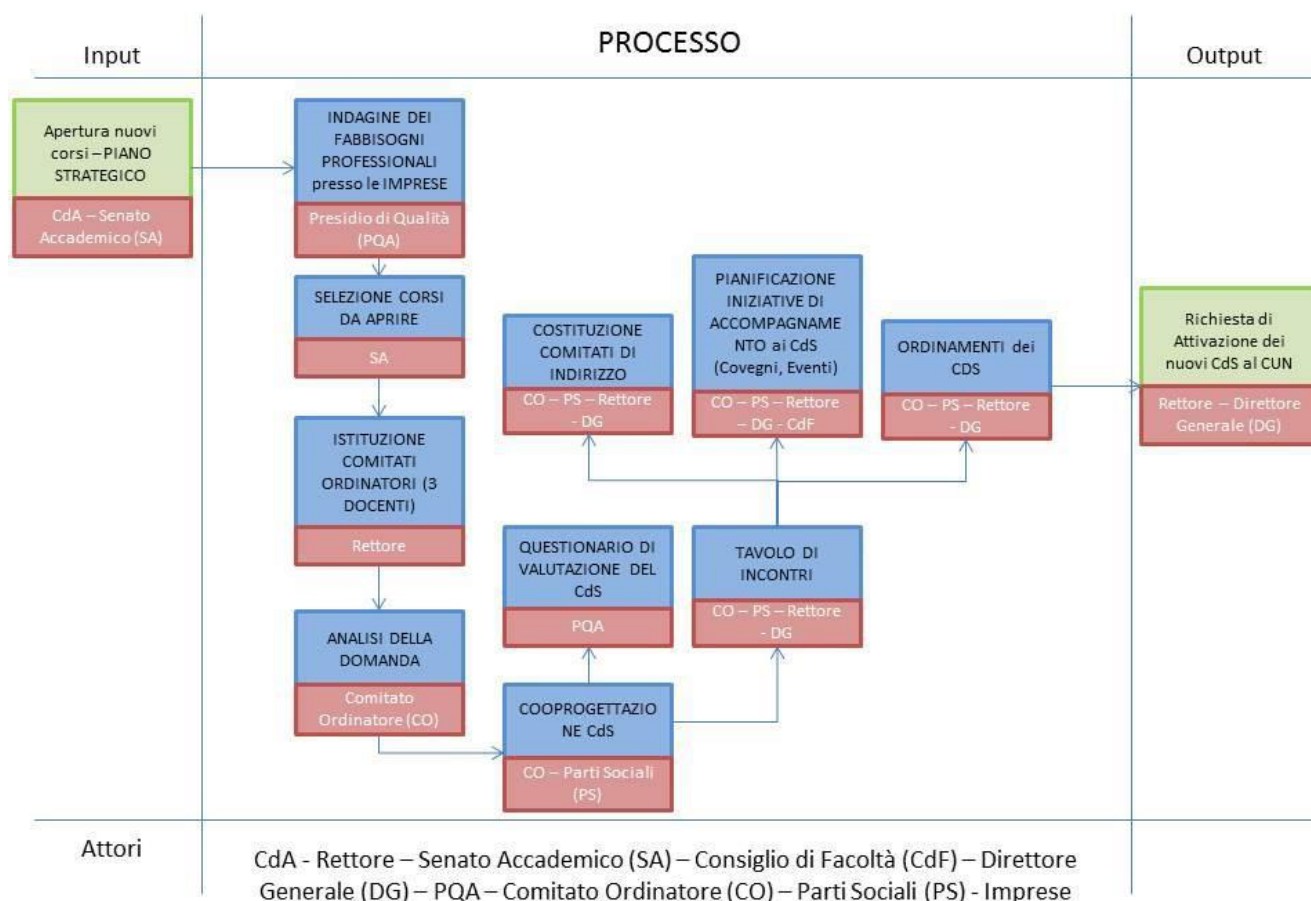 Input
PROCESSO
Output
Apertura nuovi
corsi – PIANO
STRATEGICO
CdA – Senato
Accademico (SA)
INDAGINE DEI
FABBISOGNI
PROFESSIONALI
presso le IMPRESE
Presidio di Qualità
(PQA)
SELEZIONE CORSI
DA APRIRE
SA
ISTITUZIONE
COMITATI
ORDINATORI (3
DOCENTI)
Rettore
ANALISI DELLA
DOMANDA
Comitato
Ordinatore (CO)
COSTITUZIONE
COMITATI DI
INDIRIZZO
CO – PS – Rettore
- DG
PIANIFICAZIONE
INIZIATIVE DI
ACCOMPAGNAME
NTO ai CdS
(Covegni, Eventi)
CO – PS – Rettore
– DG - CdF
ORDINAMENTI dei
CDS
CO – PS – Rettore
- DG
Richiesta di
Attivazione dei
nuovi CdS al CUN
Rettore – Direttore
Generale (DG)
QUESTIONARIO DI
VALUTAZIONE DEL
CdS
PQA
TAVOLO DI
INCONTRI
CO – PS – Rettore
- DG
COOPROGETTAZIO
NE CdS
CO – Parti Sociali
(PS)
Attori
CdA - Rettore – Senato Accademico (SA) – Consiglio di Facoltà (CdF) – Direttore
Generale (DG) – PQA – Comitato Ordinatore (CO) – Parti Sociali (PS) - Imprese